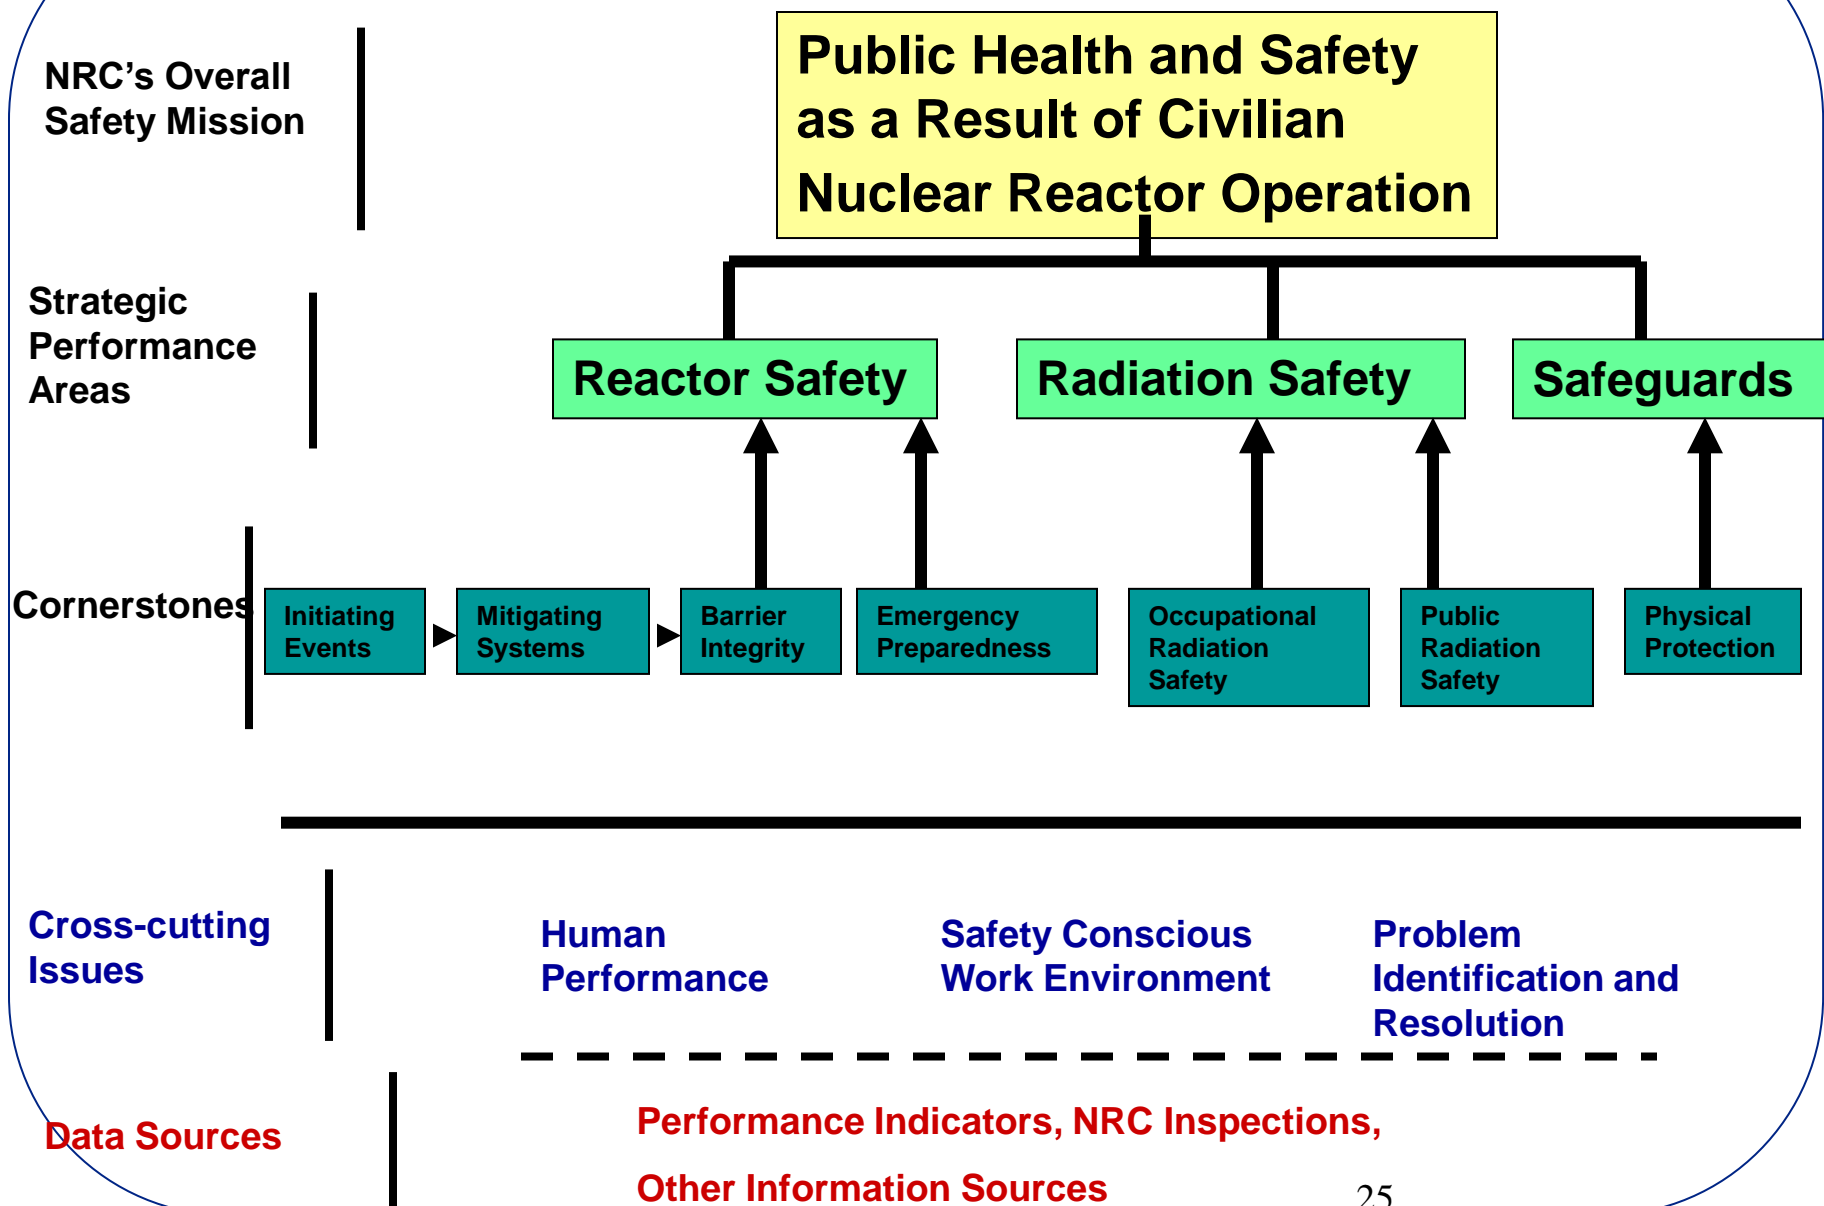 NRC's Overall
Safety Mission
Public Health and Safety
as a Result of Civilian
Nuclear Reactor Operation
Strategic
Performance
Areas
Reactor Safety
Radiation Safety
Safeguards
Cornerstones
Initiating
Events
Mitigating
Systems
Barrier
Integrity
Emergency
Preparedness
Occupational
Radiation
Safety
Public
Radiation
Safety
Physical
Protection
Cross-cutting
Issues
Human
Performance
Safety Conscious
Work Environment
Problem
Identification and
Resolution
Data Sources
Performance Indicators, NRC Inspections,
Other Information Sources
25